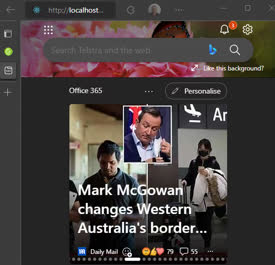 http://localhost...
1
Search Telstra and the web
Like this background?
Office 365
Personalise
Ar
Mark McGowan
changes Western
Australia's border...
Daily Mail
79
55